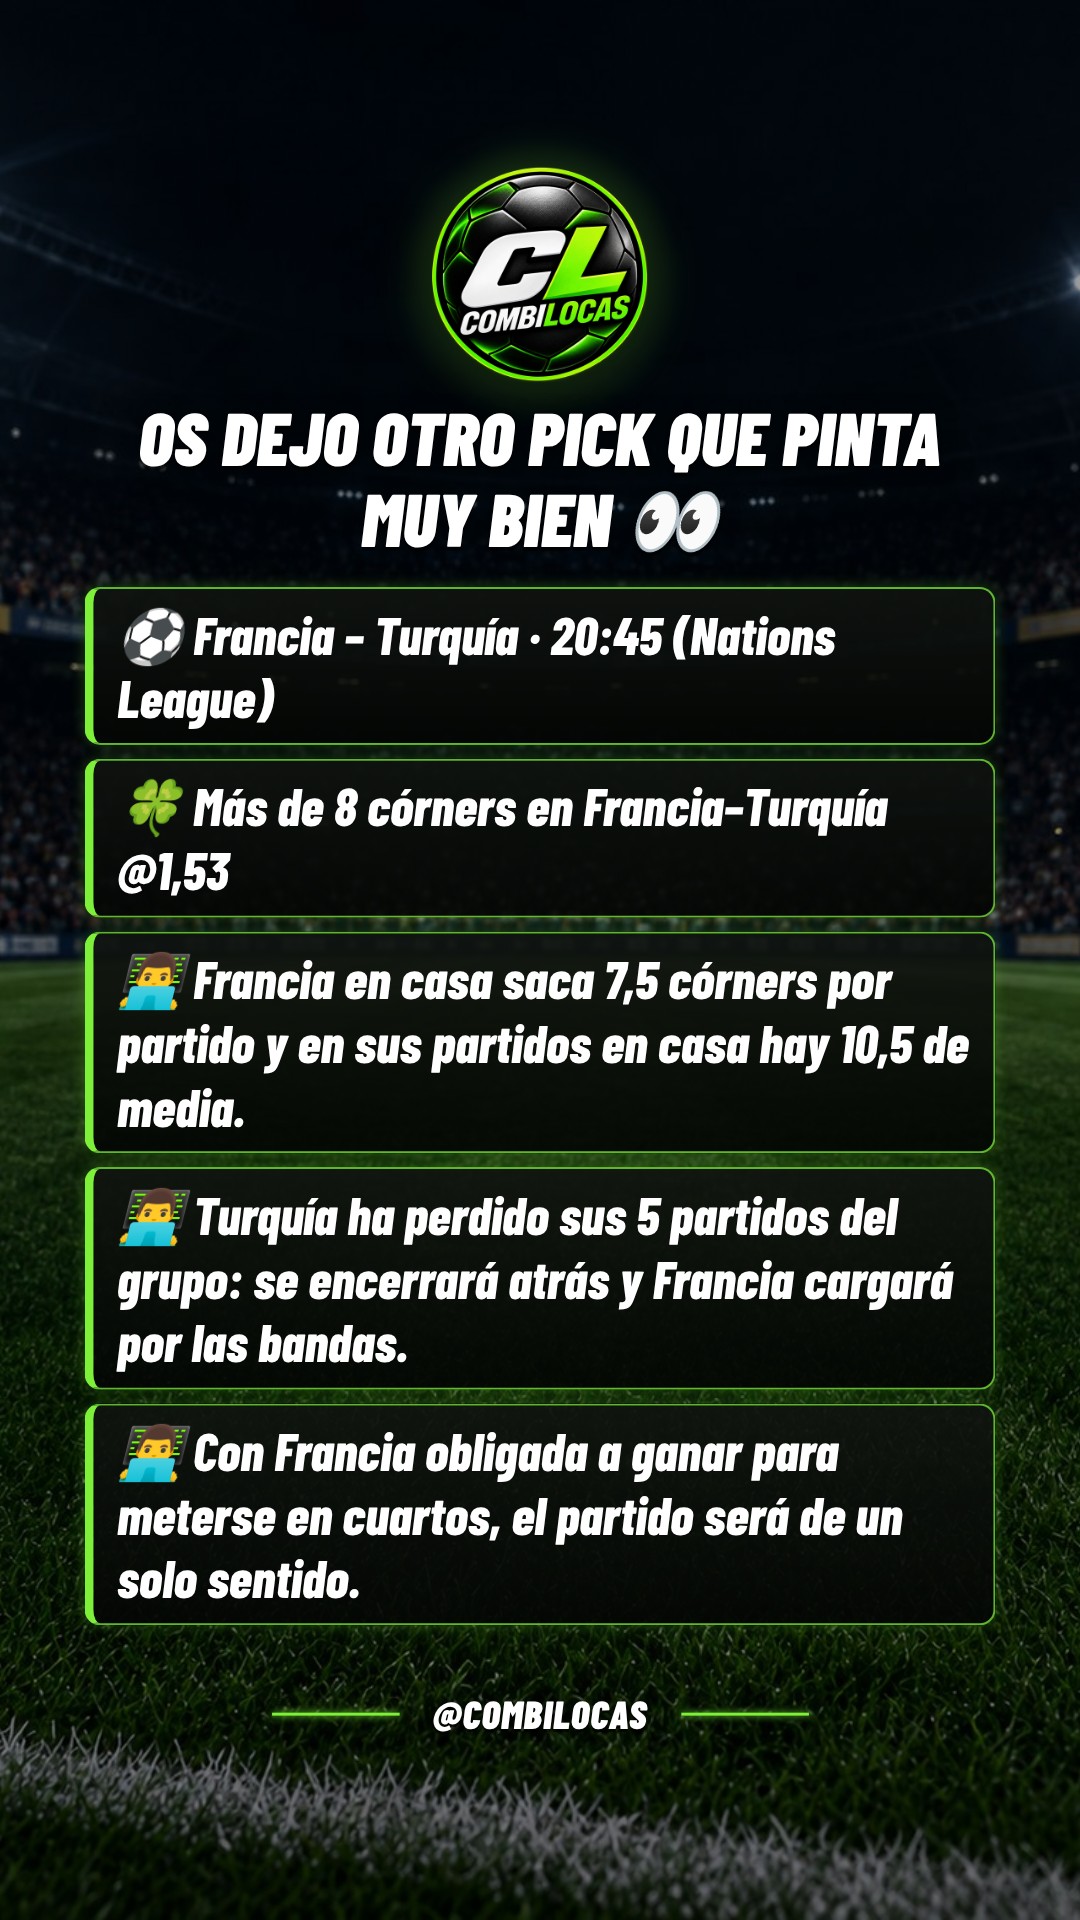 CL
COMBILOCAS
OS DEJO OTRO PICK QUE PINTA
MUY BIEN 👀
⚽ Francia - Turquía · 20:45 (Nations
League)
🍀 Más de 8 córners en Francia-Turquía
@1,53
👨‍💻 Francia en casa saca 7,5 córners por
partido y en sus partidos en casa hay 10,5 de
media.
👨‍💻 Turquía ha perdido sus 5 partidos del
grupo: se encerrará atrás y Francia cargará
por las bandas.
👨‍💻 Con Francia obligada a ganar para
meterse en cuartos, el partido será de un
solo sentido.
@COMBILOCAS